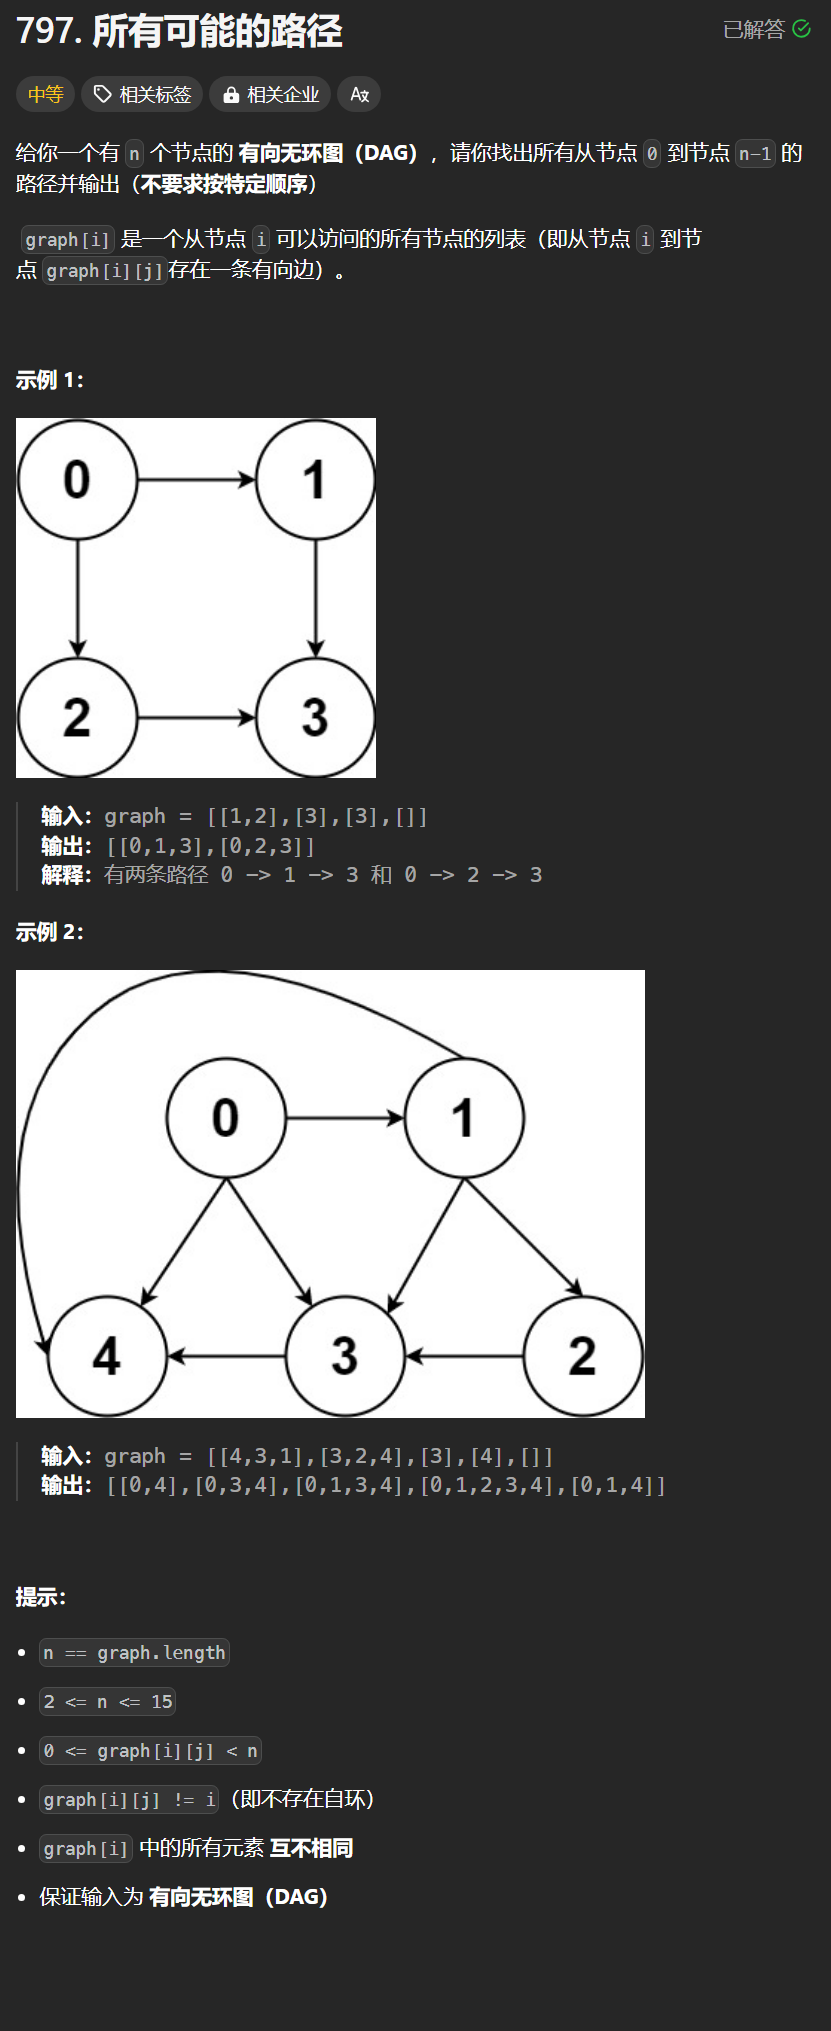 797. 所有可能的路径
已解答
中等 相关标签 相关企业
给你一个有 n 个节点的 有向无环图（DAG），请你找出所有从节点 0 到节点 n-1 的
路径并输出（不要求按特定顺序）
graph[i] 是一个从节点 i 可以访问的所有节点的列表（即从节点 i 到节
点 graph[i][j]存在一条有向边）。
示例 1：
0 1
2 3
输入：graph = [[1,2],[3],[3],[]]
输出：[[0,1,3],[0,2,3]]
解释：有两条路径 0 -> 1 -> 3 和 0 -> 2 -> 3
示例 2：
0 1
4 3 2
输入：graph = [[4,3,1],[3,2,4],[3],[4],[]]
输出：[[0,4],[0,3,4],[0,1,3,4],[0,1,2,3,4],[0,1,4]]
提示：
n == graph.length
2 <= n <= 15
0 <= graph[i][j] < n
graph[i][j] != i（即不存在自环）
graph[i] 中的所有元素 互不相同
保证输入为 有向无环图（DAG）